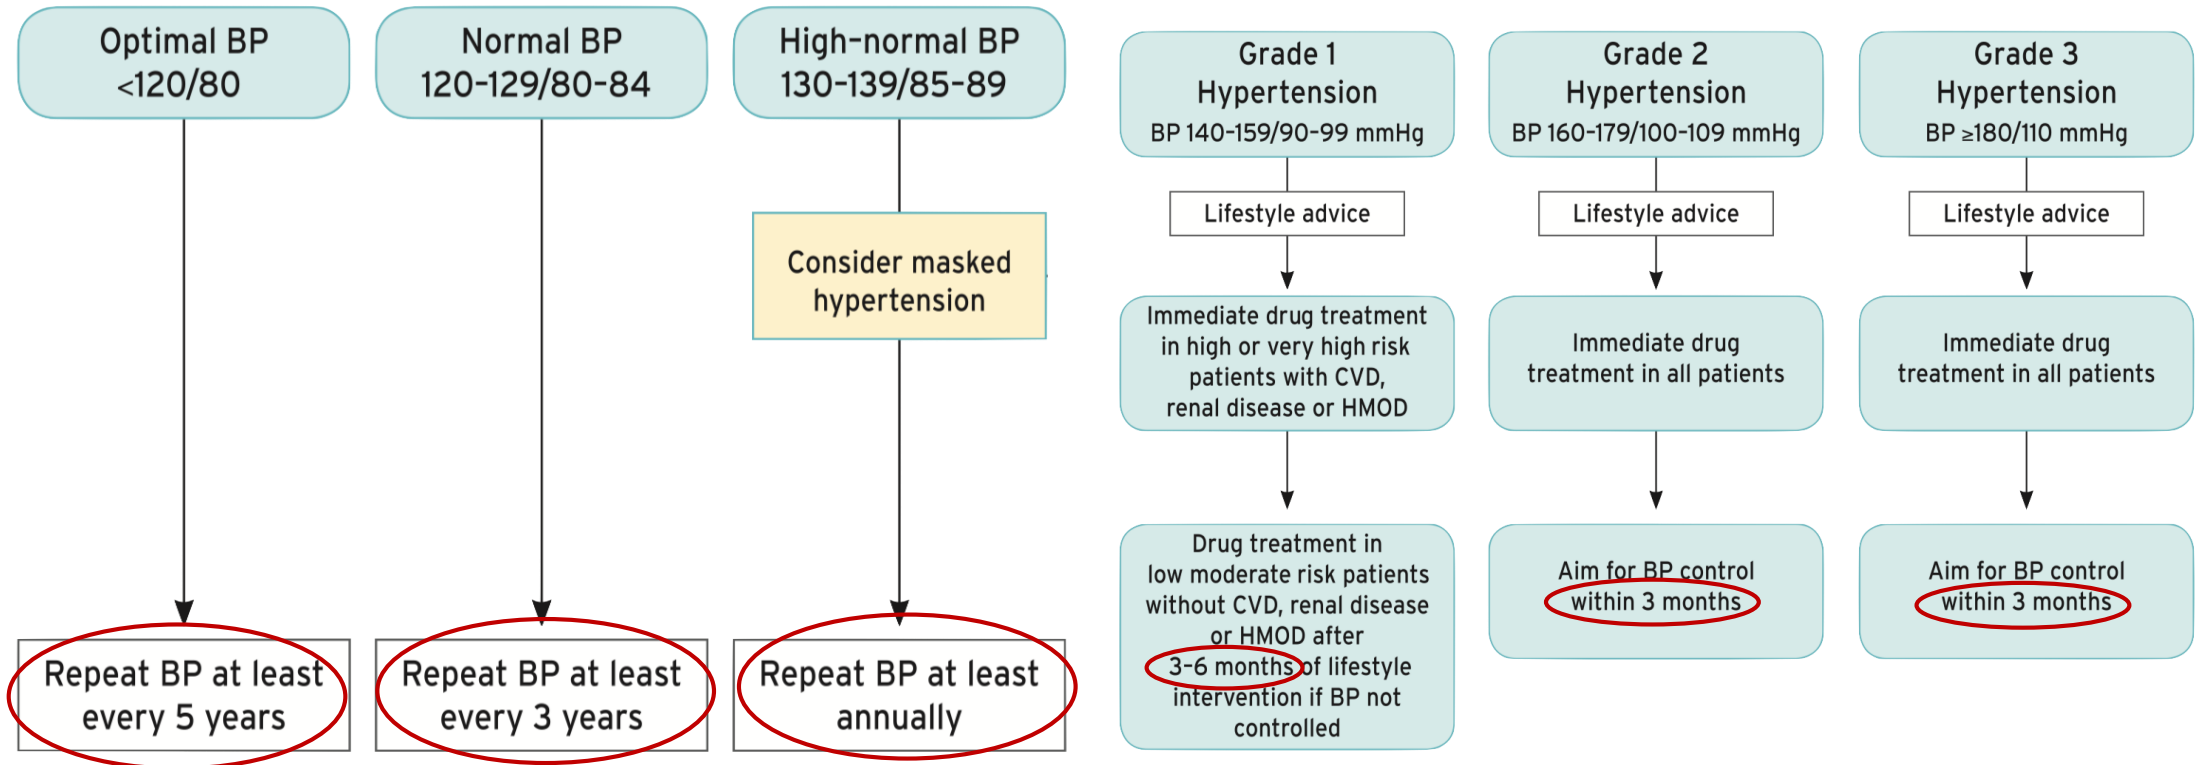 Optimal BP
<120/80
Repeat BP at least
every 5 years
Normal BP
120-129/80-84
Repeat BP at least
every 3 years
High-normal BP
130-139/85-89
Consider masked
hypertension
Repeat BP at least
annually
Grade 1
Hypertension
BP 140-159/90-99 mmHg
Lifestyle advice
Immediate drug treatment
in high or very high risk
patients with CVD,
renal disease or HMOD
Drug treatment in
low moderate risk patients
without CVD, renal disease
or HMOD after
3-6 months of lifestyle
intervention if BP not
controlled
Grade 2
Hypertension
BP 160-179/100-109 mmHg
Lifestyle advice
Immediate drug
treatment in all patients
Aim for BP control
within 3 months
Grade 3
Hypertension
BP ≥180/110 mmHg
Lifestyle advice
Immediate drug
treatment in all patients
Aim for BP control
within 3 months